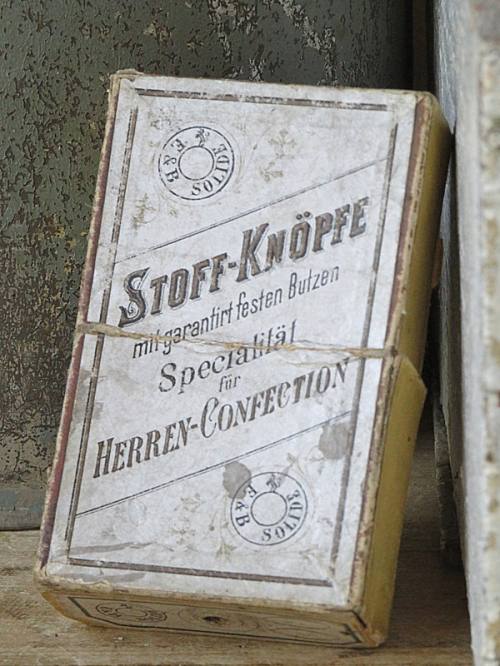 E & B SOLIDE
STOFF-KNÖPFE
mit garantirt festen Butzen
Specialität
für
HERREN-CONFECTION
E & B SOLIDE